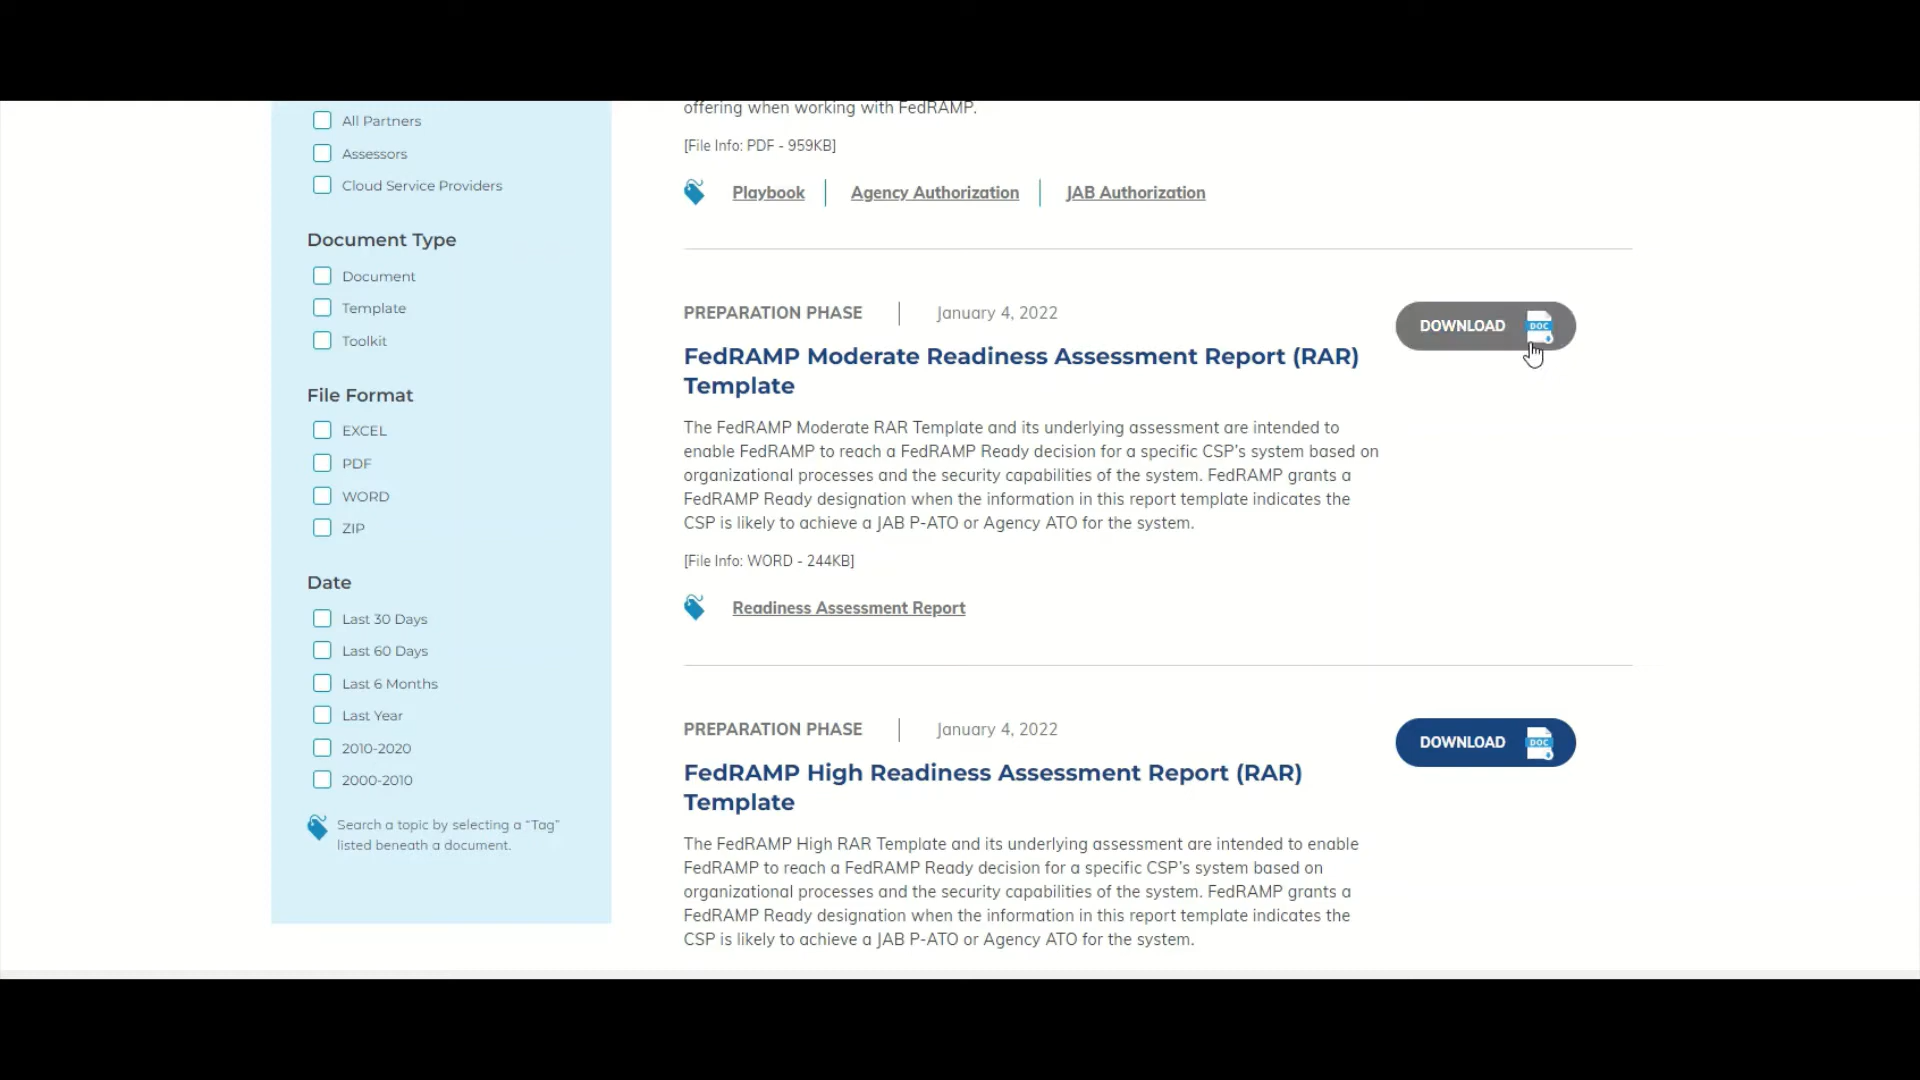 All Partners
Assessors
Cloud Service Providers
Document Type
Document
Template
Toolkit
File Format
EXCEL
PDF
WORD
ZIP
Date
Last 30 Days
Last 60 Days
Last 6 Months
Last Year
2010-2020
2000-2010
Search a topic by selecting a “Tag”
listed beneath a document.
offering when working with FedRAMP.
[File Info: PDF - 959KB]
Playbook Agency Authorization JAB Authorization
PREPARATION PHASE January 4, 2022
DOWNLOAD DOC
FedRAMP Moderate Readiness Assessment Report (RAR)
Template
The FedRAMP Moderate RAR Template and its underlying assessment are intended to
enable FedRAMP to reach a FedRAMP Ready decision for a specific CSP’s system based on
organizational processes and the security capabilities of the system. FedRAMP grants a
FedRAMP Ready designation when the information in this report template indicates the
CSP is likely to achieve a JAB P-ATO or Agency ATO for the system.
[File Info: WORD - 244KB]
Readiness Assessment Report
PREPARATION PHASE January 4, 2022
DOWNLOAD DOC
FedRAMP High Readiness Assessment Report (RAR)
Template
The FedRAMP High RAR Template and its underlying assessment are intended to enable
FedRAMP to reach a FedRAMP Ready decision for a specific CSP’s system based on
organizational processes and the security capabilities of the system. FedRAMP grants a
FedRAMP Ready designation when the information in this report template indicates the
CSP is likely to achieve a JAB P-ATO or Agency ATO for the system.